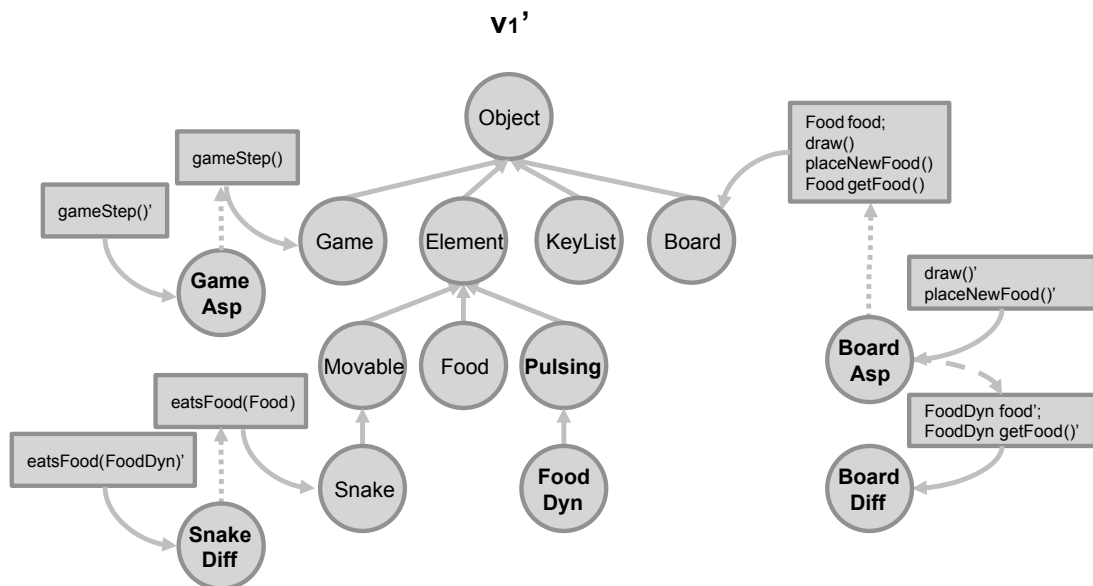 v1’
Object
Food food;
draw()
placeNewFood()
Food getFood()
gameStep()
gameStep()’
Game
Element
KeyList
Board
Game
Asp
draw()’
placeNewFood()’
Movable
Food
Pulsing
Board
Asp
eatsFood(Food)
FoodDyn food’;
FoodDyn getFood()’
eatsFood(FoodDyn)’
Snake
Food
Dyn
Board
Diff
Snake
Diff